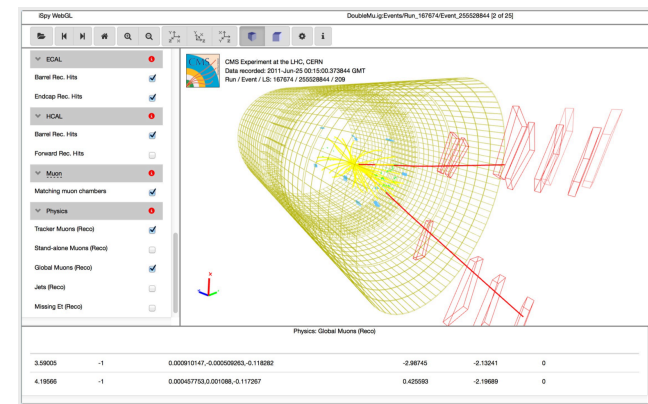 iSpy WebGL
DoubleMu.ig:Events/Run_167674/Event_255528844 [2 of 25]
ECAL
Barrel Rec. Hits
Endcap Rec. Hits
HCAL
Barrel Rec. Hits
Forward Rec. Hits
Muon
Matching muon chambers
Physics
Tracker Muons (Reco)
Stand-alone Muons (Reco)
Global Muons (Reco)
Jets (Reco)
Missing Et (Reco)
CMS
CMS Experiment at the LHC, CERN
Data recorded: 2011-Jun-25 00:15:00.373844 GMT
Run / Event / LS: 167674 / 255528844 / 209
Physics: Global Muons (Reco)
3.59005 -1 0.000910147,-0.000509263,-0.118282 -2.98745 -2.13241 0
4.19566 -1 0.000457753,0.001088,-0.117267 0.425593 -2.19689 0